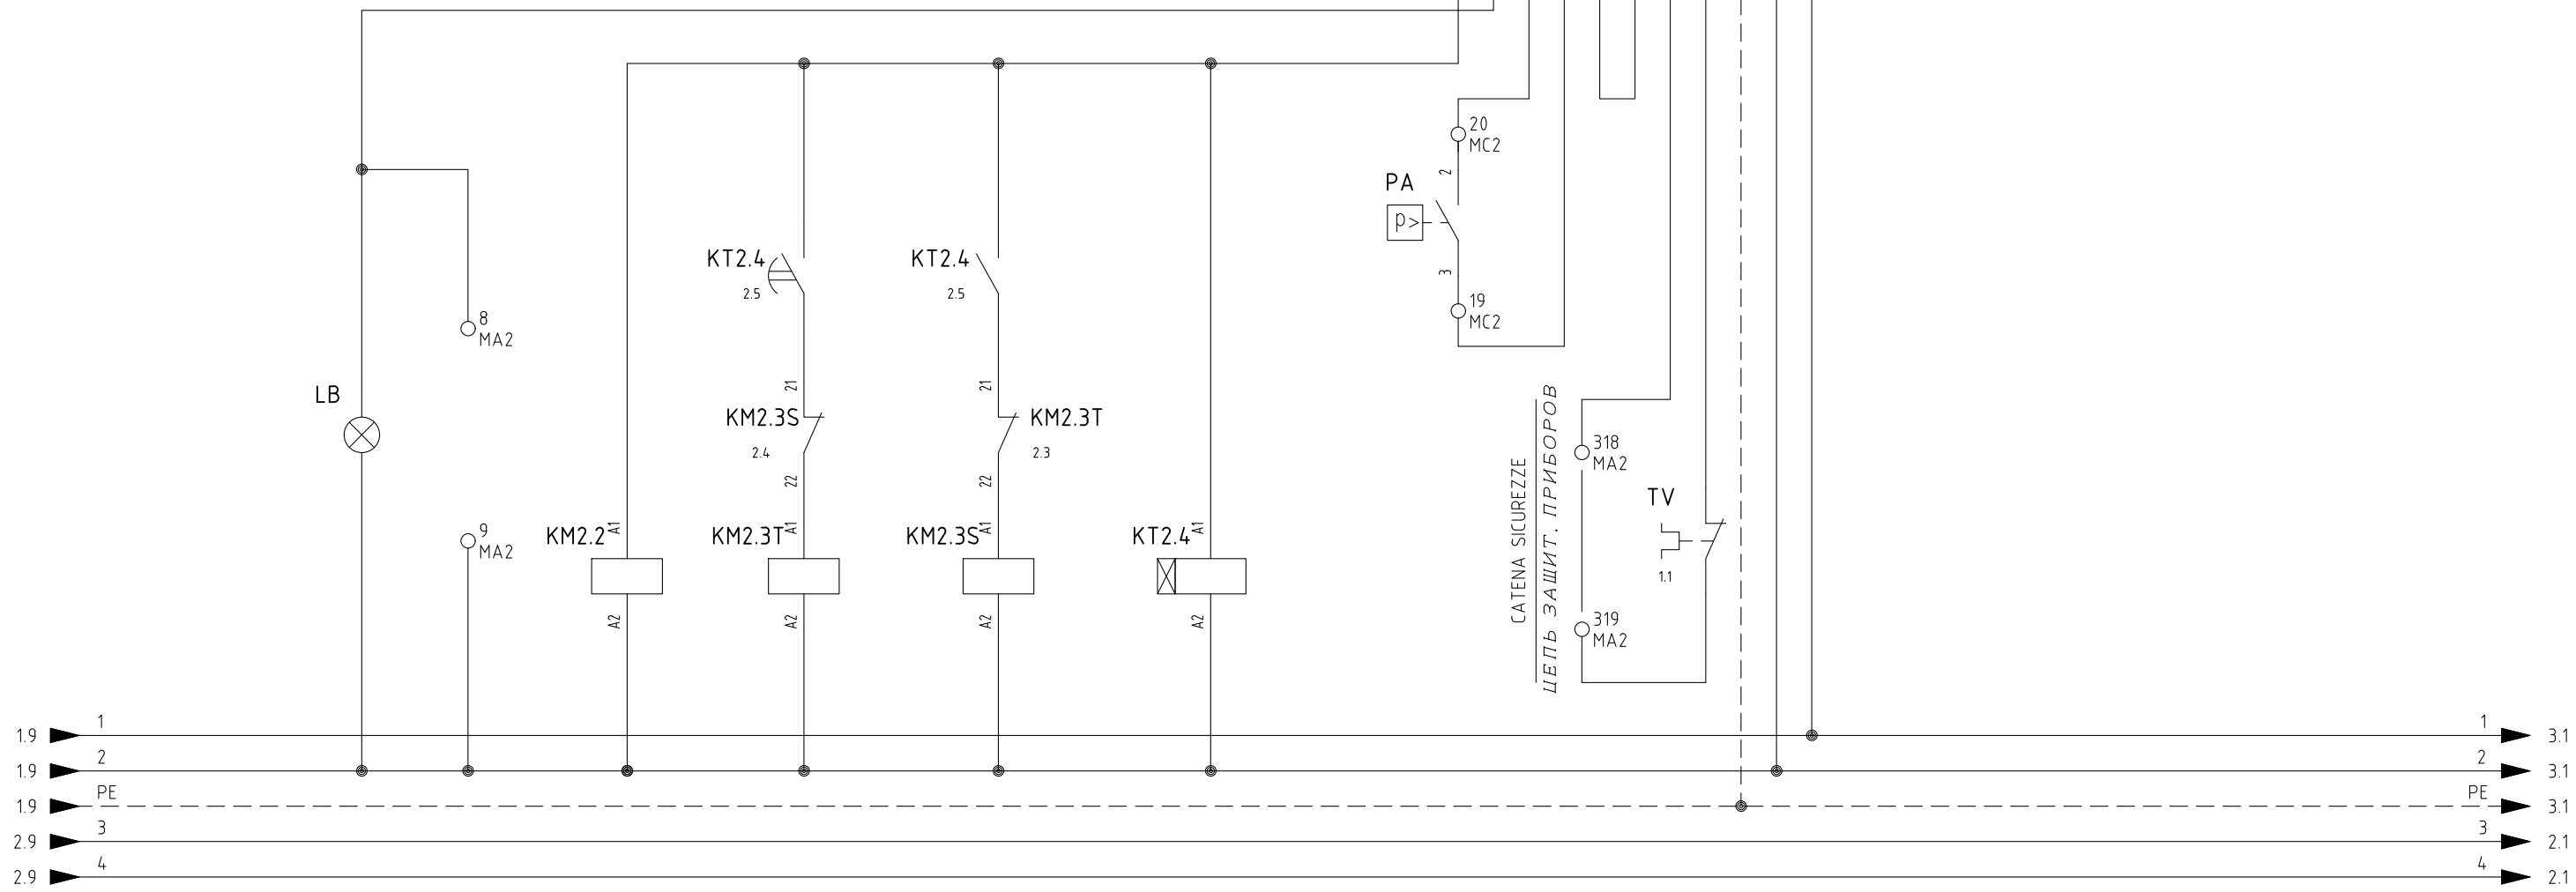 20
MC2
2
PA
p>
3
19
MC2
KT2.4
2.5
KT2.4
2.5
8
MA2
LB
21
KM2.3S
2.4
22
21
KM2.3T
2.3
22
9
MA2
KM2.2
A1
A2
KM2.3T
A1
A2
KM2.3S
A1
A2
KT2.4
A1
A2
CATENA SICUREZZE
ЦЕПЬ ЗАЩИТ. ПРИБОРОВ
318
MA2
319
MA2
TV
1.1
1.9 1 1 3.1
1.9 2 2 3.1
1.9 PE PE 3.1
2.9 3 3 2.1
2.9 4 4 2.1